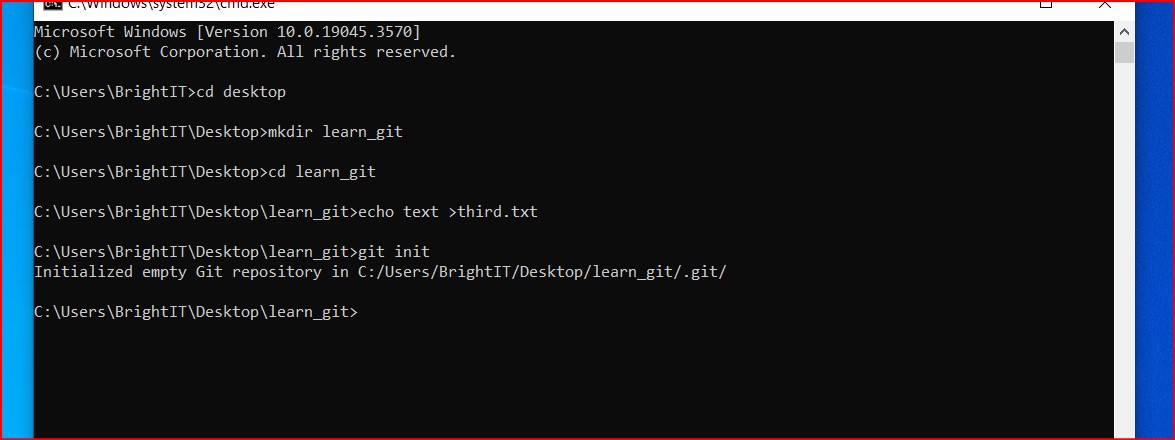 C:\Windows\system32\cmd.exe
Microsoft Windows [Version 10.0.19045.3570]
(c) Microsoft Corporation. All rights reserved.
C:\Users\BrightIT>cd desktop
C:\Users\BrightIT\Desktop>mkdir learn_git
C:\Users\BrightIT\Desktop>cd learn_git
C:\Users\BrightIT\Desktop\learn_git>echo text >third.txt
C:\Users\BrightIT\Desktop\learn_git>git init
Initialized empty Git repository in C:/Users/BrightIT/Desktop/learn_git/.git/
C:\Users\BrightIT\Desktop\learn_git>